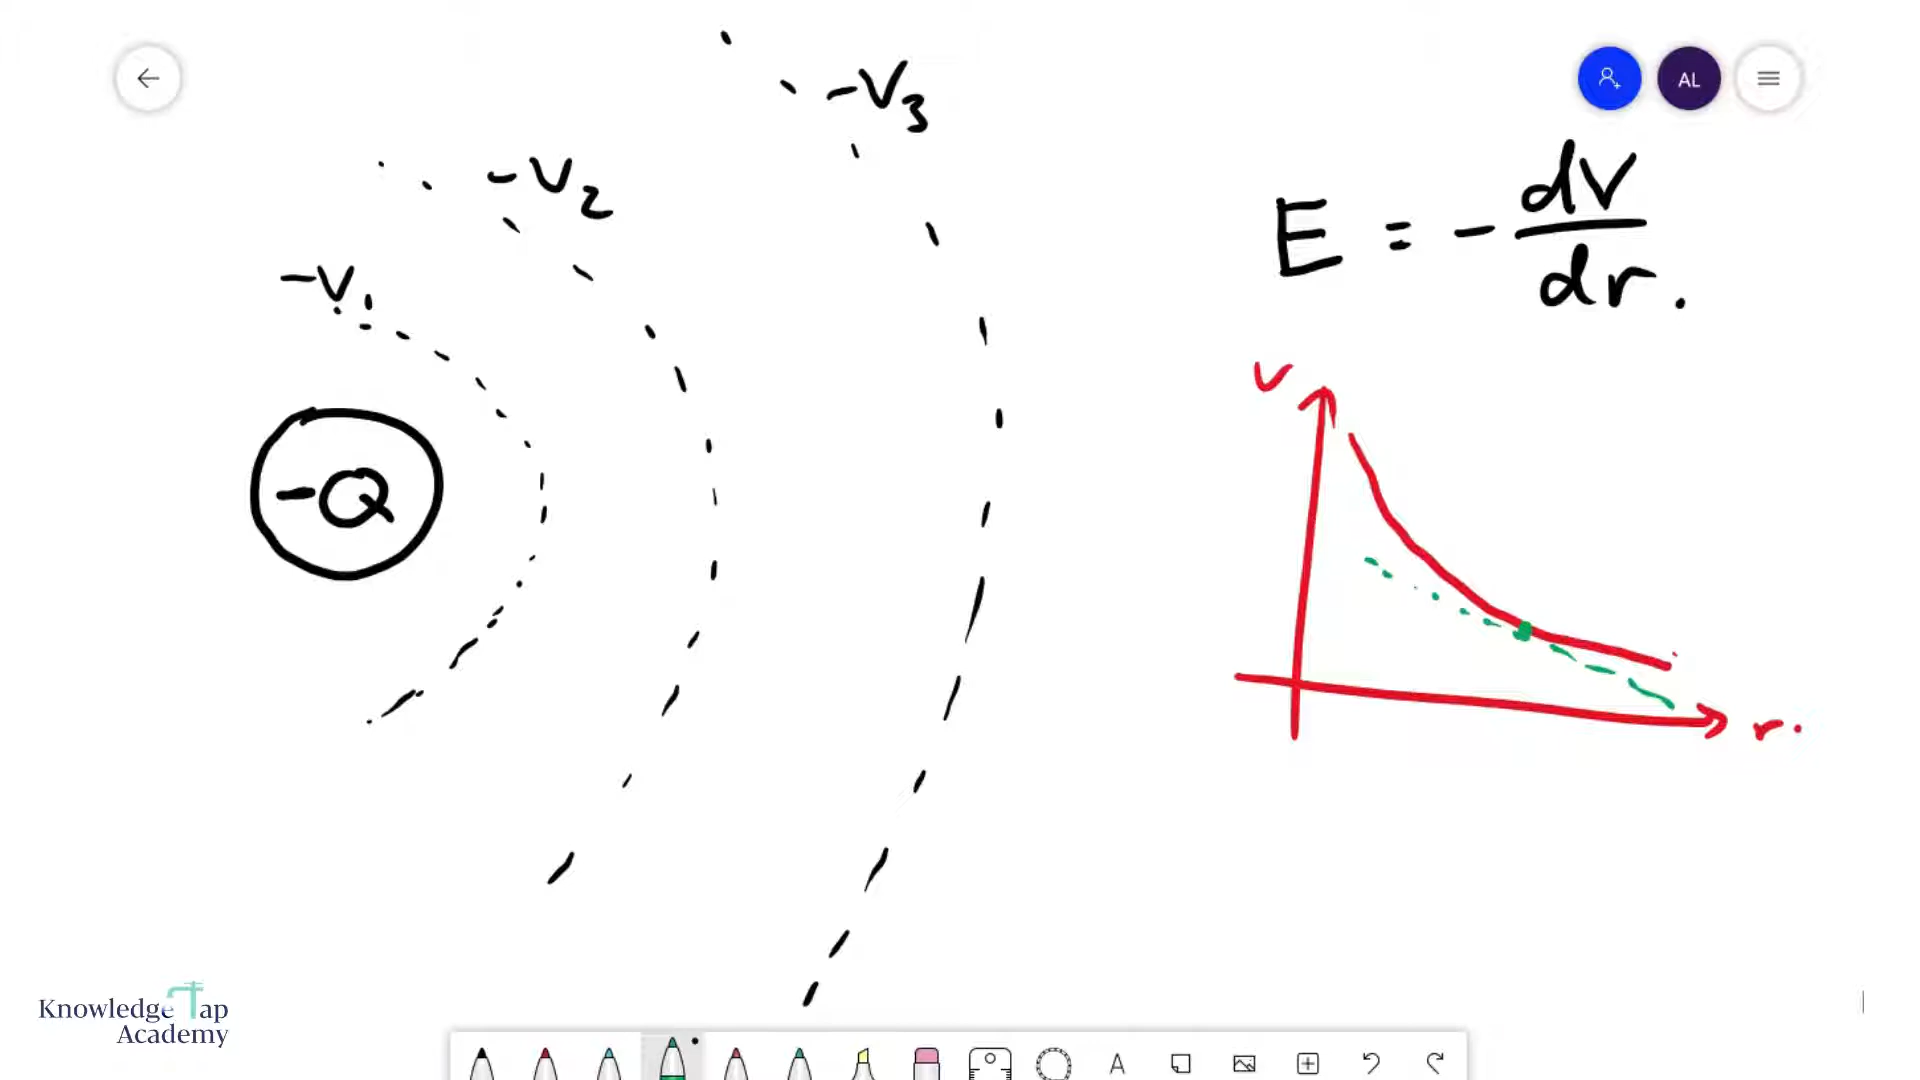 -V3
AL
-V2
-V1
E = - dV/dr.
V
-Q
r.
Knowledge Tap
Academy
A